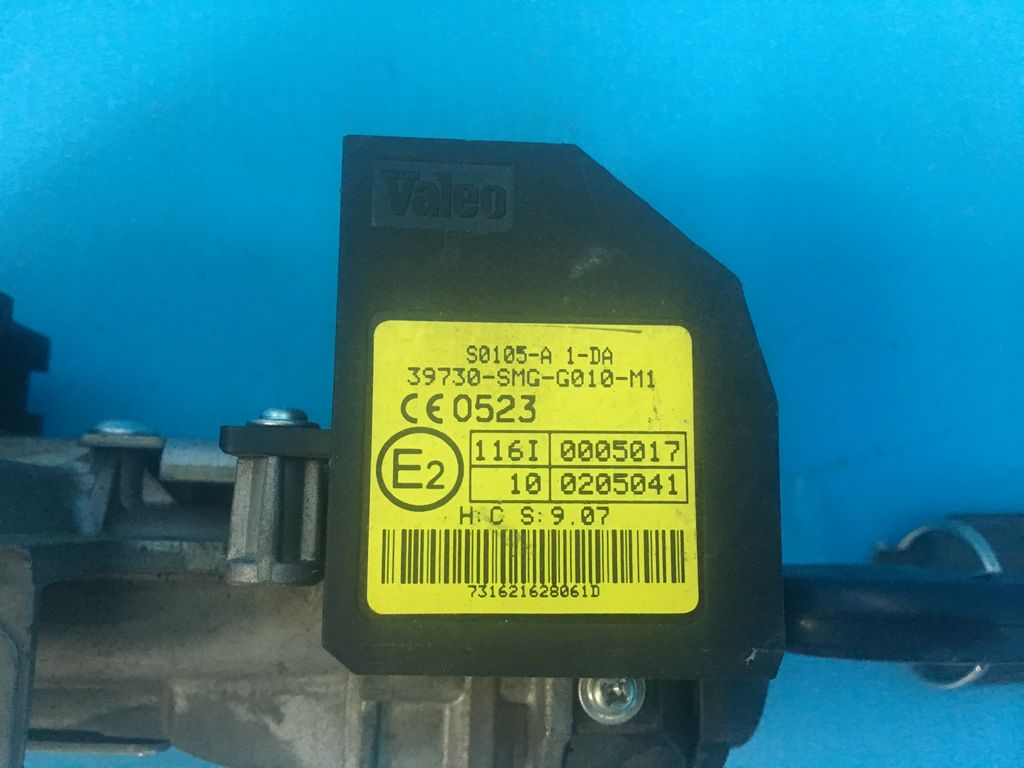 Valeo
S0105-A 1-DA
39730-SMG-G010-M1
CE 0523
E2
116I 0005017
10 0205041
H: C S: 9.07
731621628061D